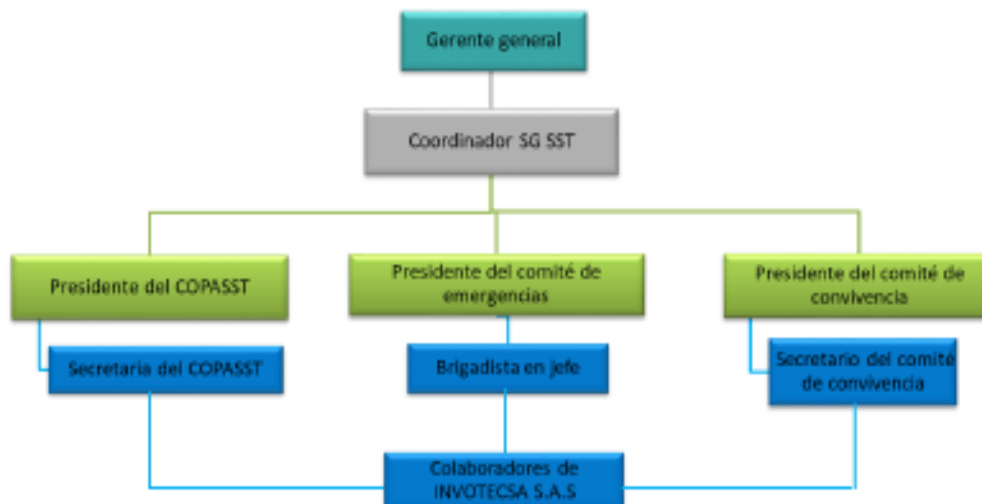 Gerente general
Coordinador SG SST
Presidente del COPASST
Presidente del comité de
emergencias
Presidente del comité de
convivencia
Secretaria del COPASST
Brigadista en jefe
Secretario del comité
de convivencia
Colaboradores de
INVOTECSA S.A.S